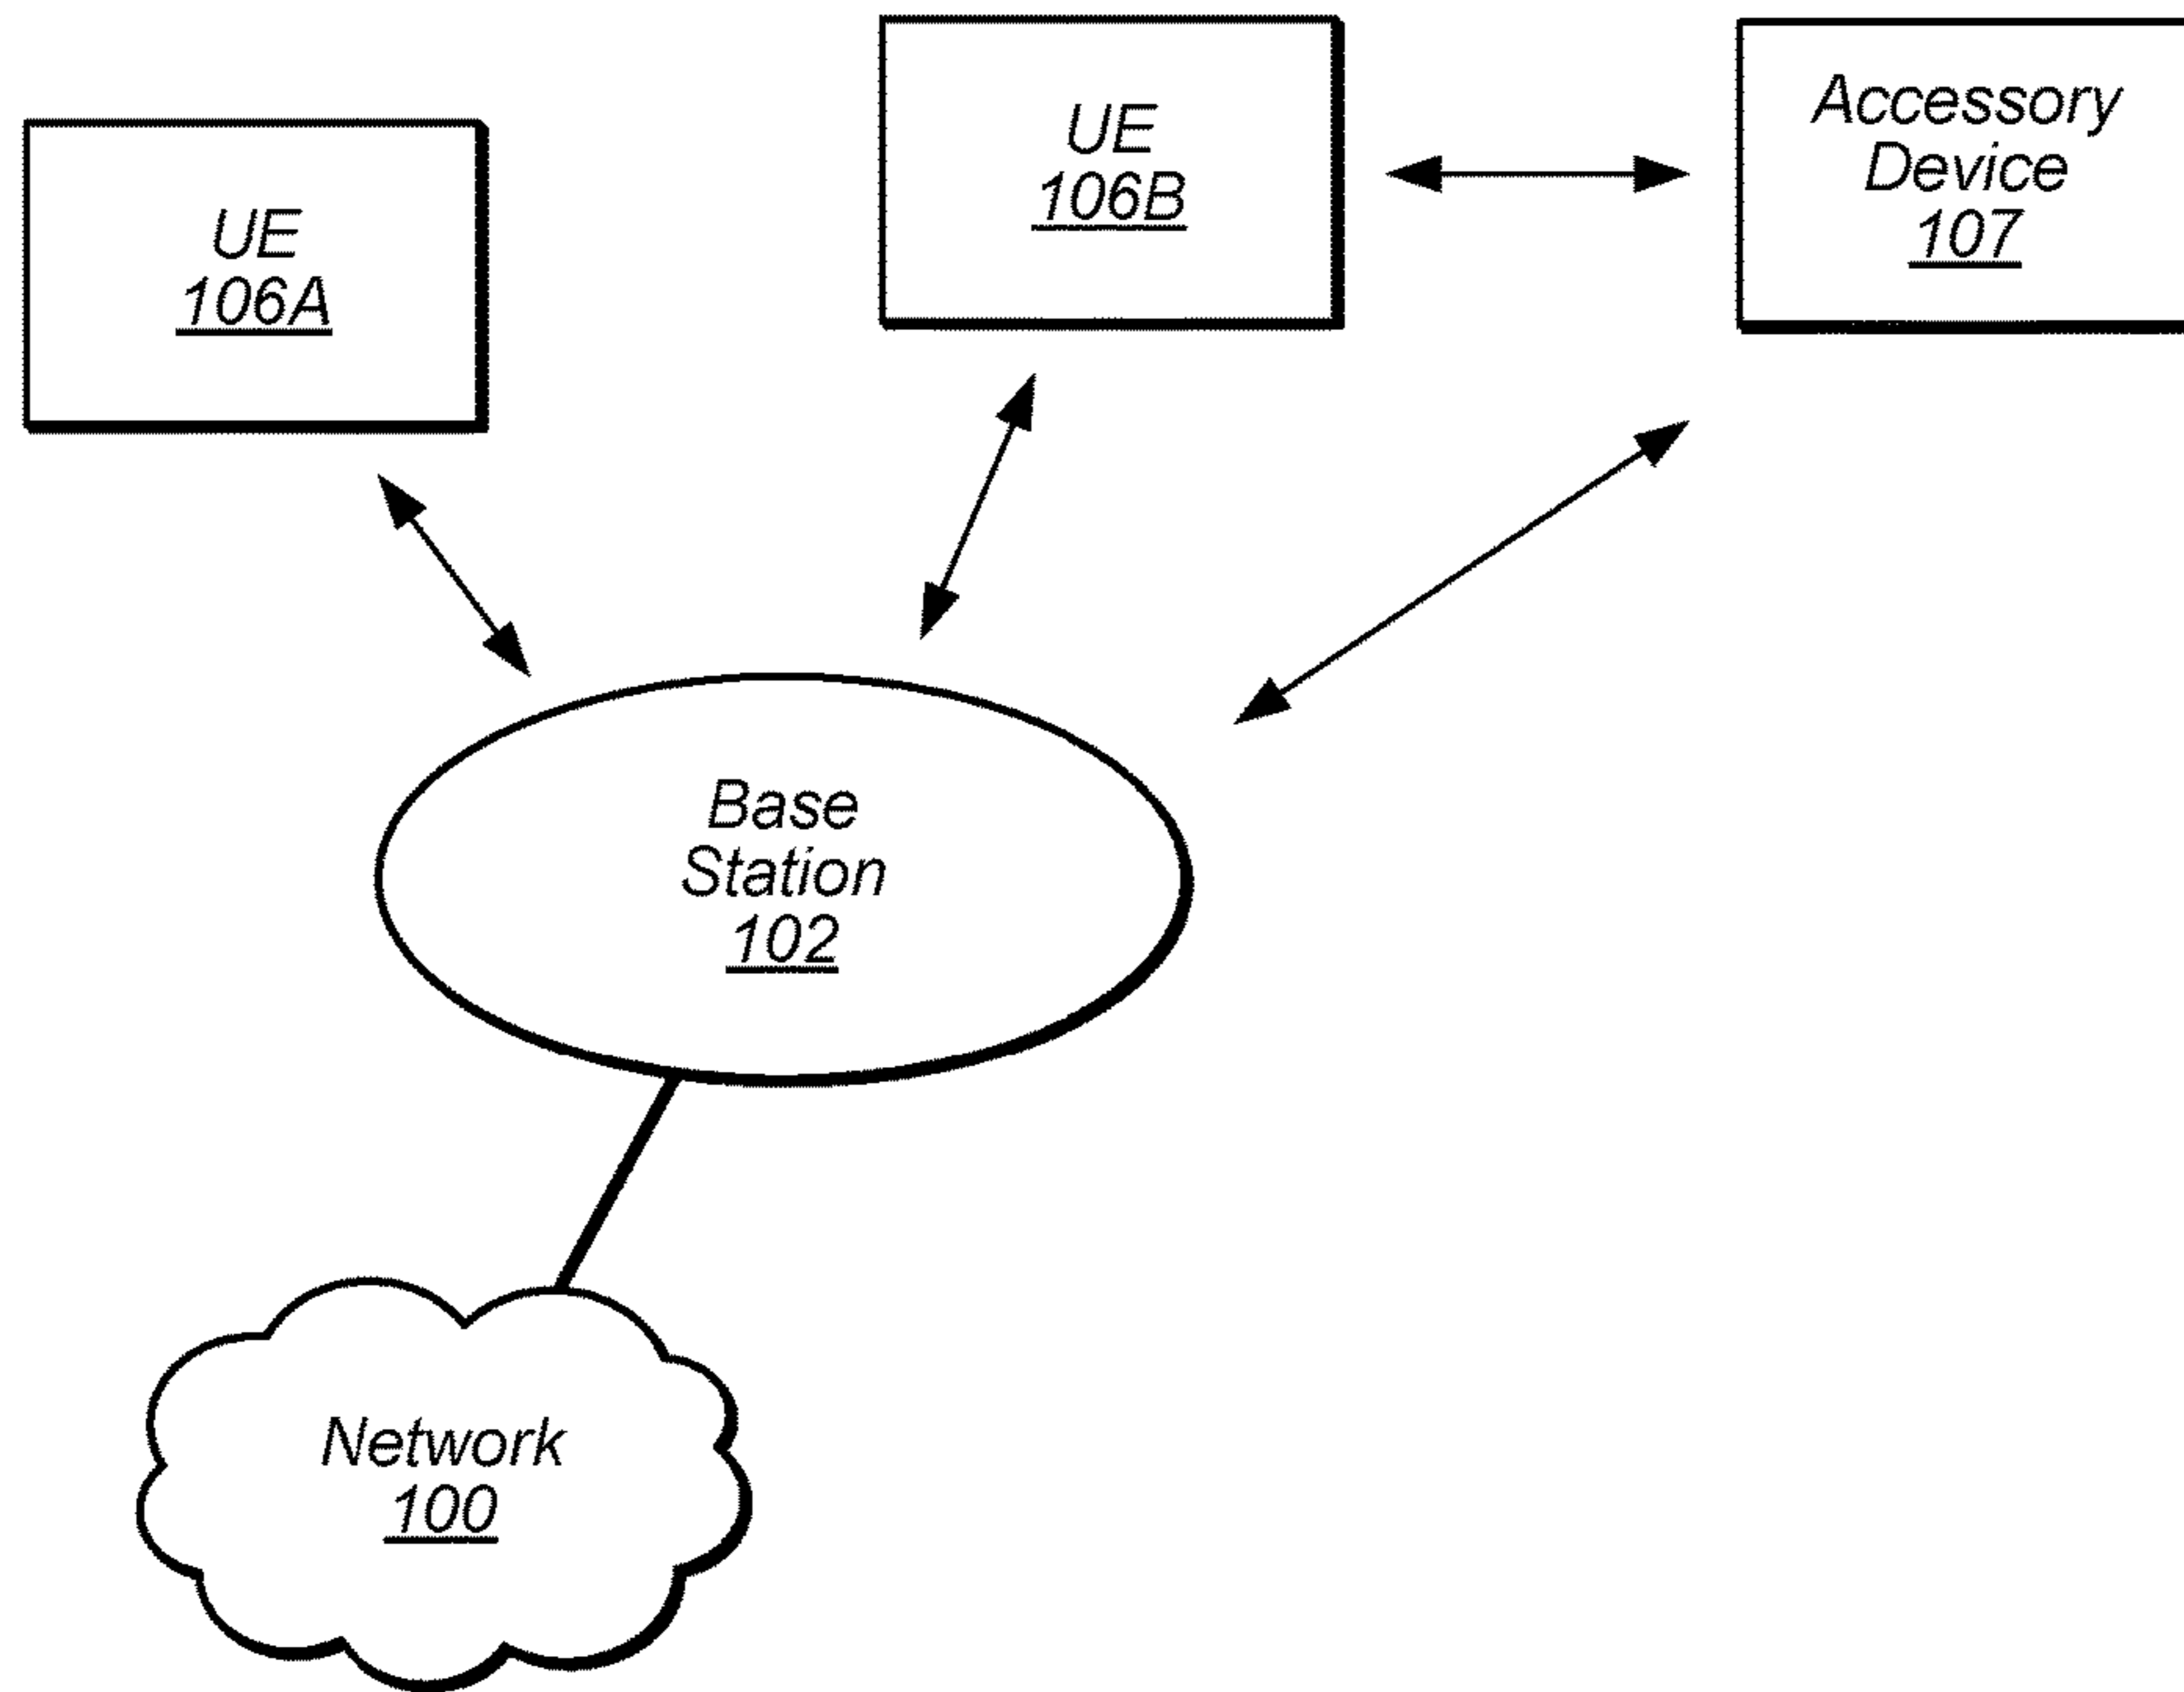 UE
106A
UE
106B
Accessory
Device
107
Base
Station
102
Network
100